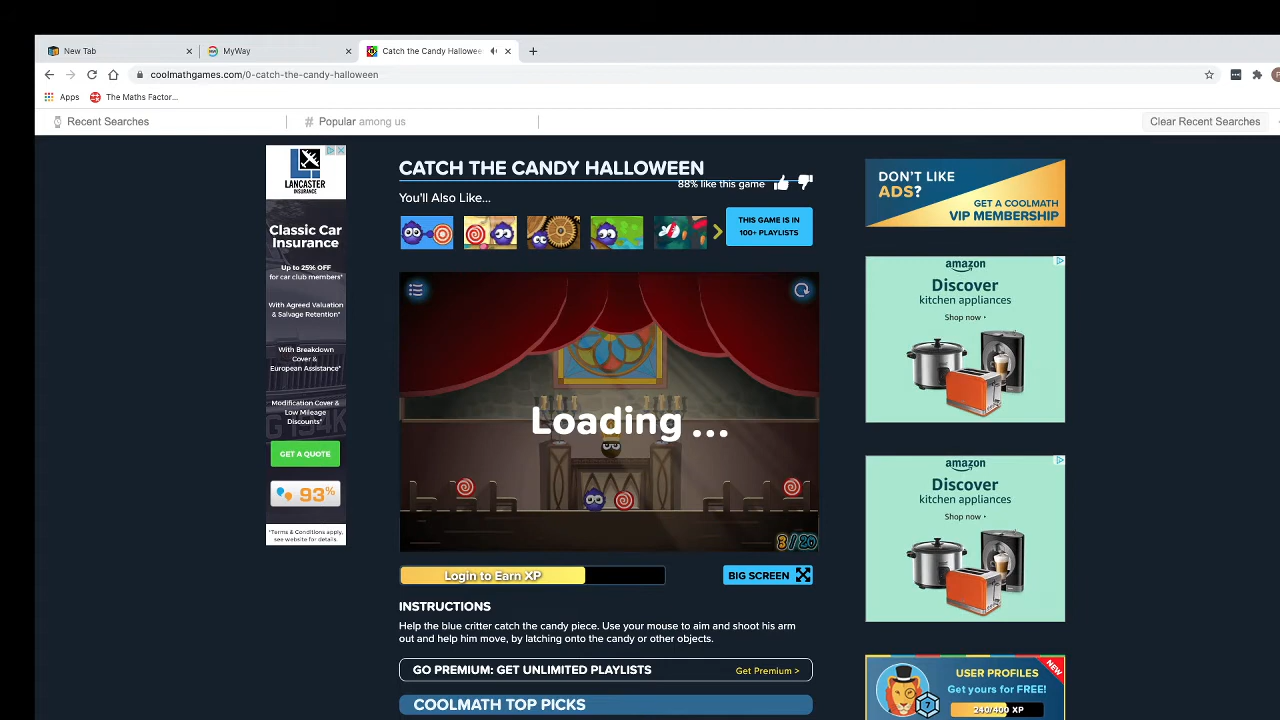 New Tab
MyWay
Catch the Candy Hallowee
coolmathgames.com/0-catch-the-candy-halloween
Apps
The Maths Factor...
Recent Searches
# Popular among us
Clear Recent Searches
LANCASTER
INSURANCE
Classic Car
Insurance
Up to 25% OFF
for car club members*
With Agreed Valuation
& Salvage Retention*
With Breakdown
Cover &
European Assistance*
Modification Cover &
Low Mileage
Discounts*
GET A QUOTE
93%
*Terms & Conditions apply,
see website for details.
CATCH THE CANDY HALLOWEEN
88% like this game
You'll Also Like...
THIS GAME IS IN
100+ PLAYLISTS
Loading ...
3/20
Login to Earn XP
BIG SCREEN
INSTRUCTIONS
Help the blue critter catch the candy piece. Use your mouse to aim and shoot his arm
out and help him move, by latching onto the candy or other objects.
GO PREMIUM: GET UNLIMITED PLAYLISTS
Get Premium >
COOLMATH TOP PICKS
DON'T LIKE
ADS?
GET A COOLMATH
VIP MEMBERSHIP
amazon
Discover
kitchen appliances
Shop now
amazon
Discover
kitchen appliances
Shop now
NEW
USER PROFILES
Get yours for FREE!
7
240/400 XP